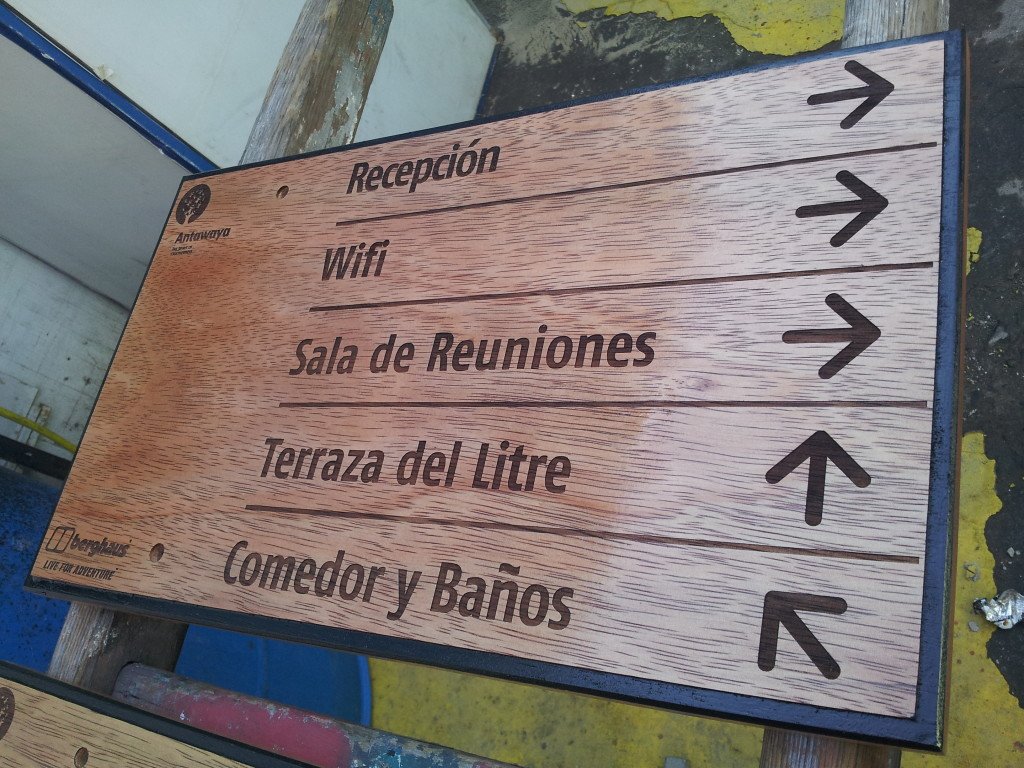 Antawaya
Recepción
Wifi
Sala de Reuniones
Terraza del Litre
Comedor y Baños
berghaus
LIVE FOR ADVENTURE